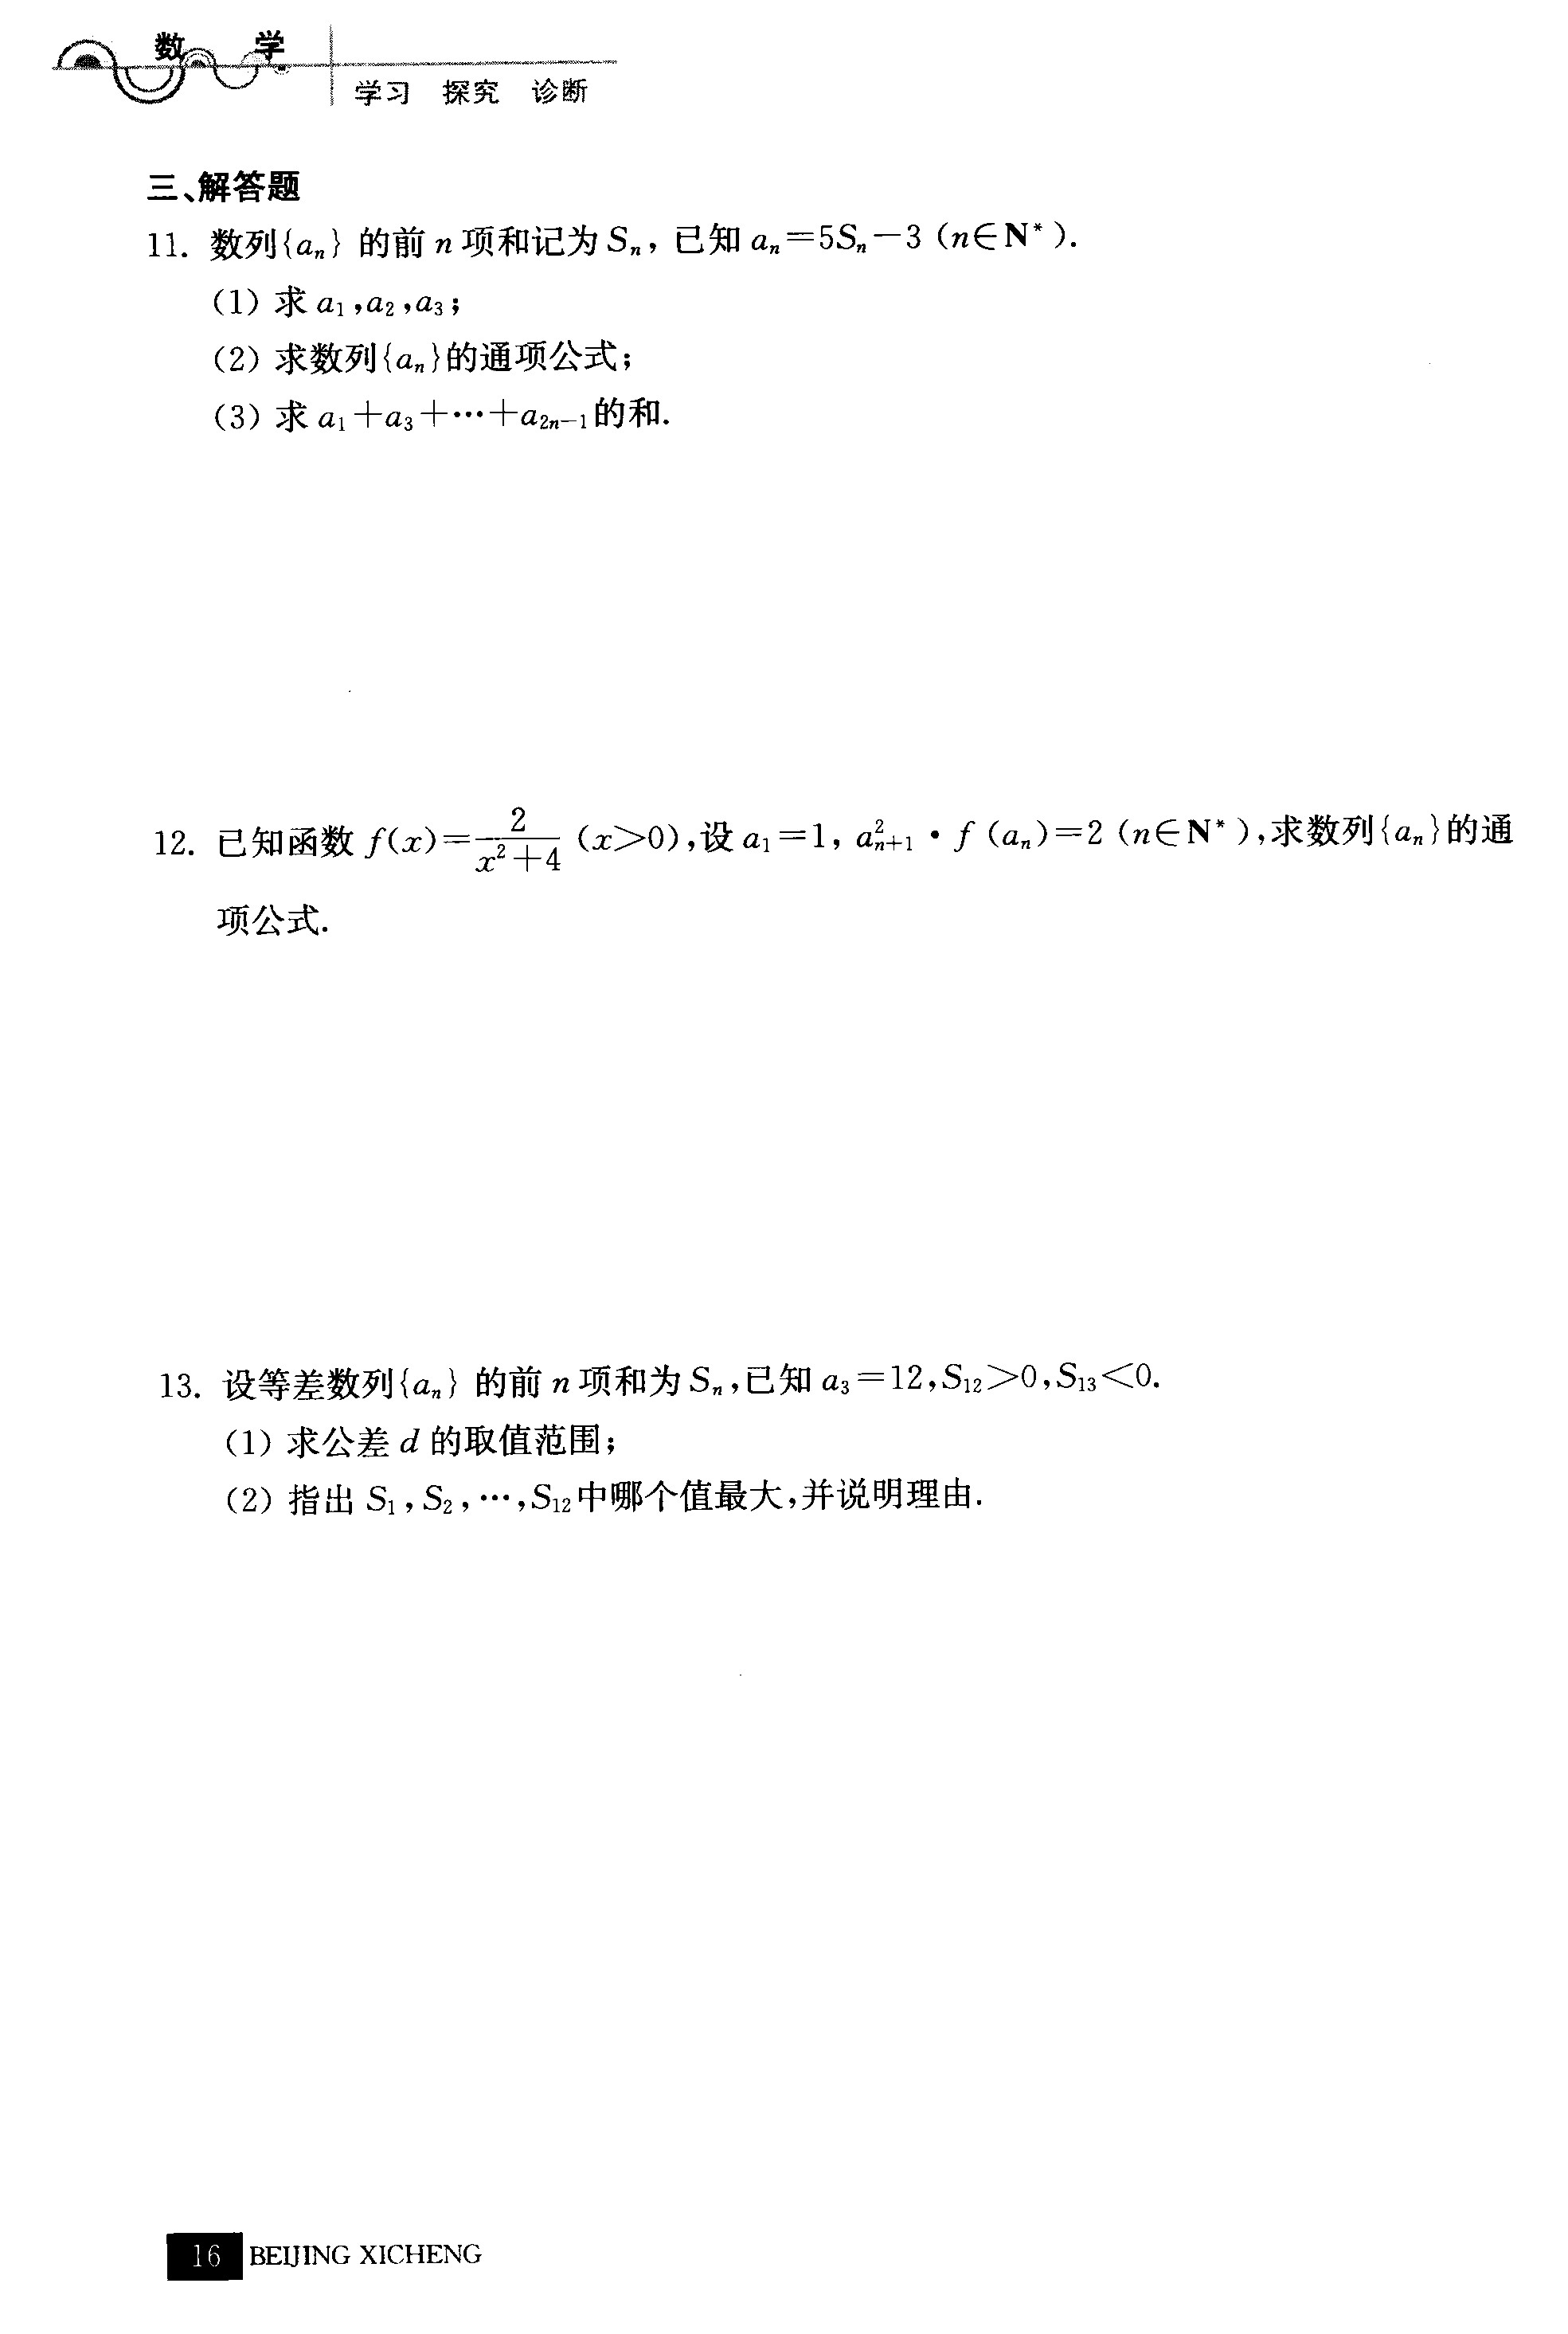 数 学
学习 探究 诊断
三、解答题
11. 数列{aₙ} 的前 n 项和记为 Sₙ, 已知 aₙ=5Sₙ-3 (n∈N*).
(1) 求 a₁,a₂,a₃;
(2) 求数列{aₙ}的通项公式;
(3) 求 a₁+a₃+…+a₂ₙ₋₁的和.
12. 已知函数 f(x)=2/(x²+4) (x>0),设 a₁=1, a²ₙ₊₁·f (aₙ)=2 (n∈N*),求数列{aₙ}的通
项公式.
13. 设等差数列{aₙ} 的前 n 项和为 Sₙ,已知 a₃=12,S₁₂>0,S₁₃<0.
(1) 求公差 d 的取值范围;
(2) 指出 S₁,S₂,…,S₁₂中哪个值最大,并说明理由.
16 BEIJING XICHENG